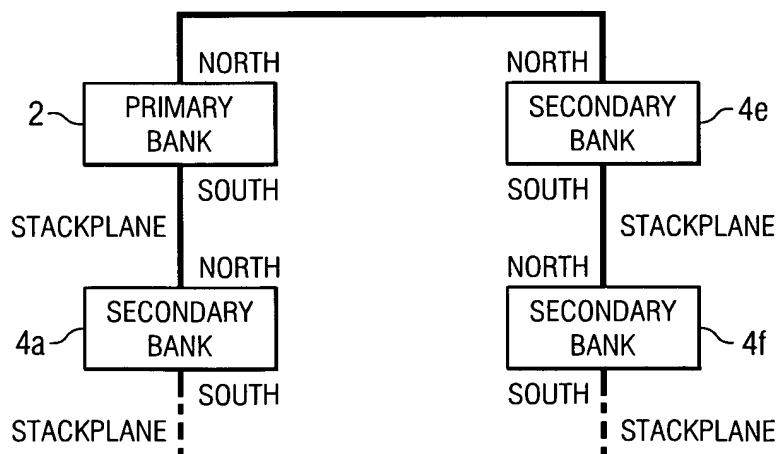 NORTH
NORTH
2
PRIMARY
BANK
SECONDARY
BANK
4e
SOUTH
SOUTH
STACKPLANE
STACKPLANE
NORTH
NORTH
4a
SECONDARY
BANK
SECONDARY
BANK
4f
SOUTH
SOUTH
STACKPLANE
STACKPLANE